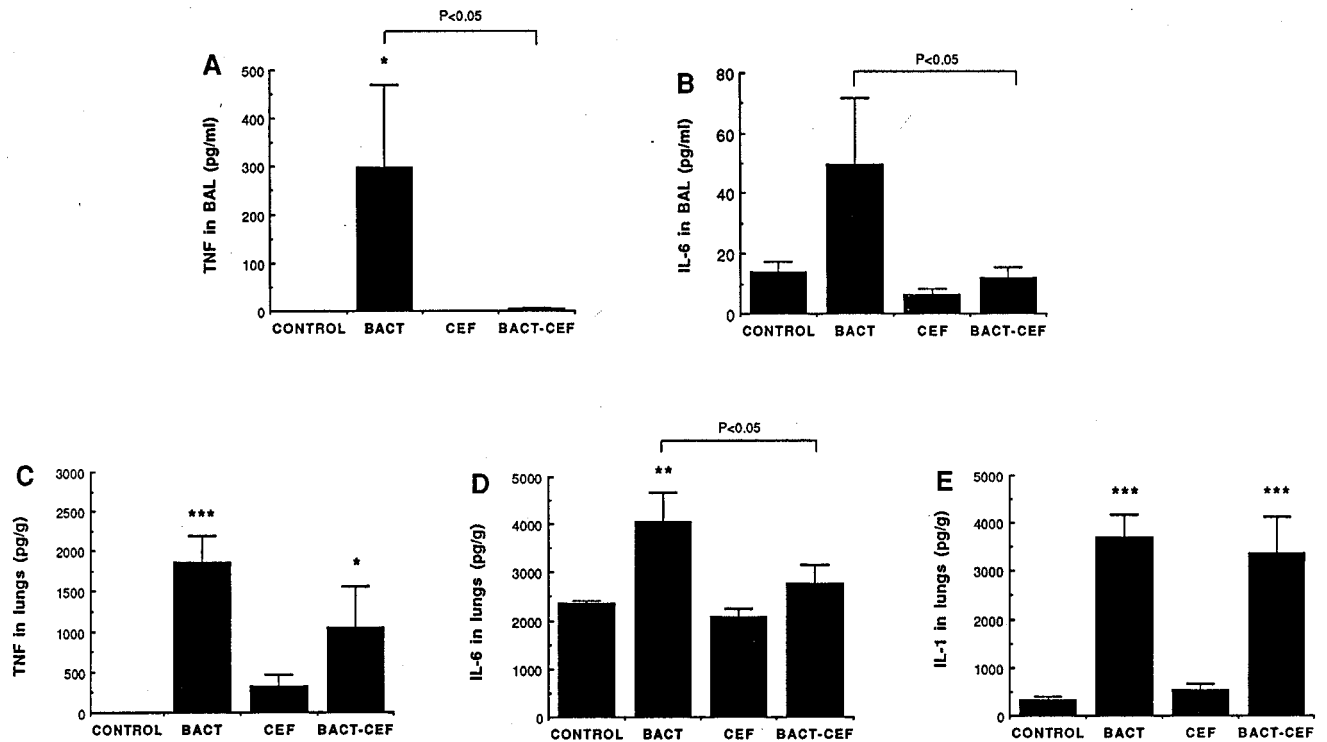 P<0.05
A
*
TNF in BAL (pg/ml)
500
400
300
200
100
0
CONTROL BACT CEF BACT-CEF
P<0.05
B
IL-6 in BAL (pg/ml)
80
60
40
20
0
CONTROL BACT CEF BACT-CEF
C
TNF in lungs (pg/g)
3000
2500
2000
1500
1000
500
0
*** *
CONTROL BACT CEF BACT-CEF
P<0.05
D
**
IL-6 in lungs (pg/g)
5000
4000
3000
2000
1000
0
CONTROL BACT CEF BACT-CEF
E
*** ***
IL-1 in lungs (pg/g)
5000
4000
3000
2000
1000
0
CONTROL BACT CEF BACT-CEF